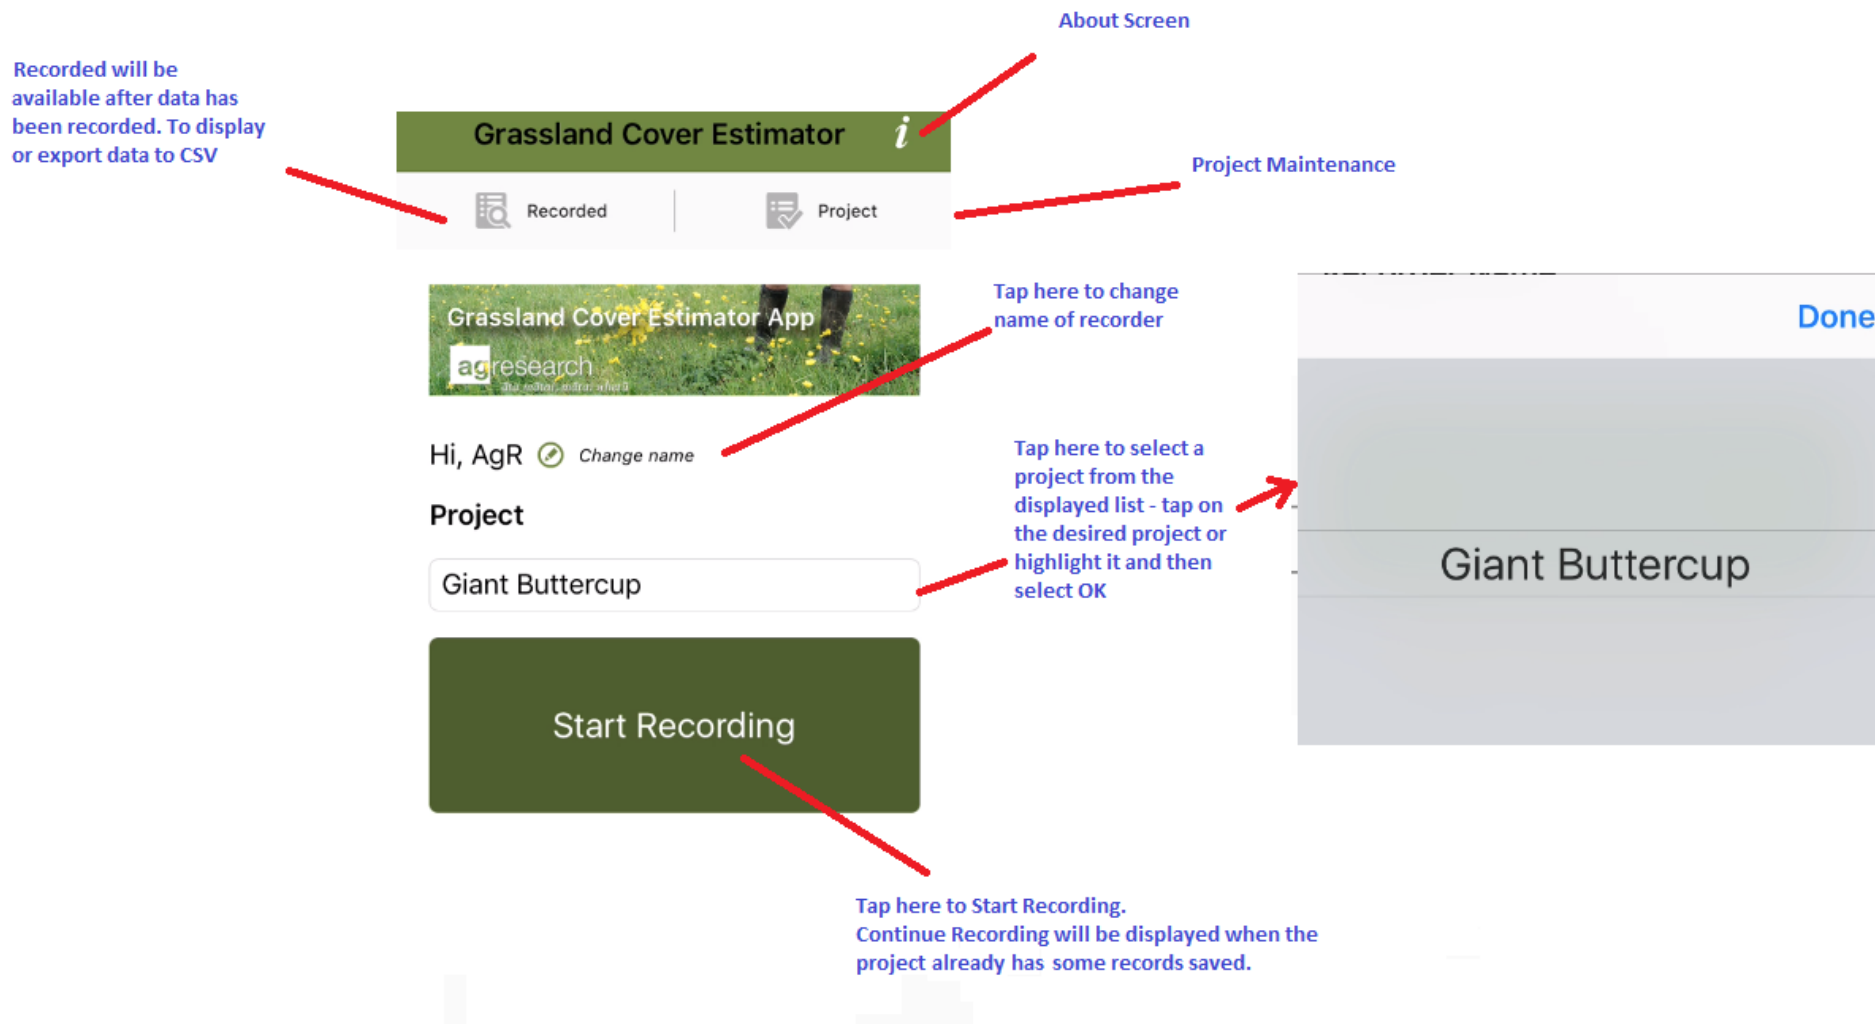 About Screen
Recorded will be
available after data has
been recorded. To display
or export data to CSV
Grassland Cover Estimator i
Project Maintenance
Recorded
Project
Tap here to change
name of recorder
Grassland Cover Estimator App
agresearch
Done
Hi, AgR Change name
Tap here to select a
project from the
displayed list - tap on
the desired project or
highlight it and then
select OK
Project
Giant Buttercup
Giant Buttercup
Start Recording
Tap here to Start Recording.
Continue Recording will be displayed when the
project already has some records saved.